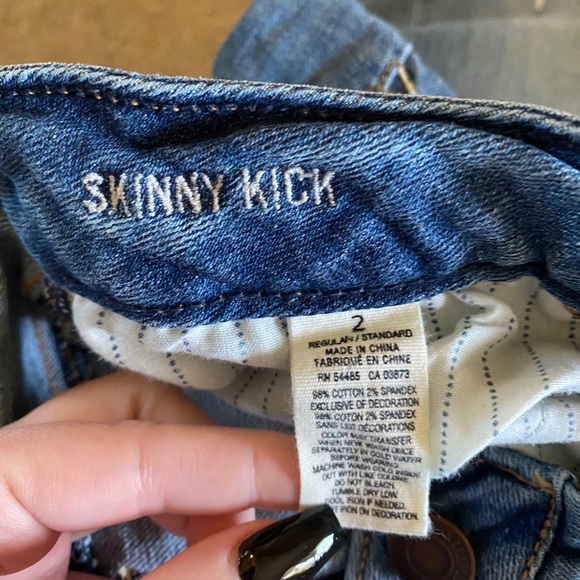 SKINNY KICK
2
REGULAR / STANDARD
MADE IN CHINA
FABRIQUÉ EN CHINE
RN 54485 CA 03873
98% COTTON 2% SPANDEX
EXCLUSIVE OF DECORATION
98% COTON 2% SPANDEX
SANS LES DÉCORATIONS
COLOR MAY TRANSFER
WHEN NEW. WASH ONCE
SEPARATELY IN COLD WATER
BEFORE WEARING.
MACHINE WASH COLD INSIDE
OUT WITH LIKE COLORS.
DO NOT BLEACH.
TUMBLE DRY LOW.
COOL IRON IF NEEDED.
NOT IRON ON DECORATION.